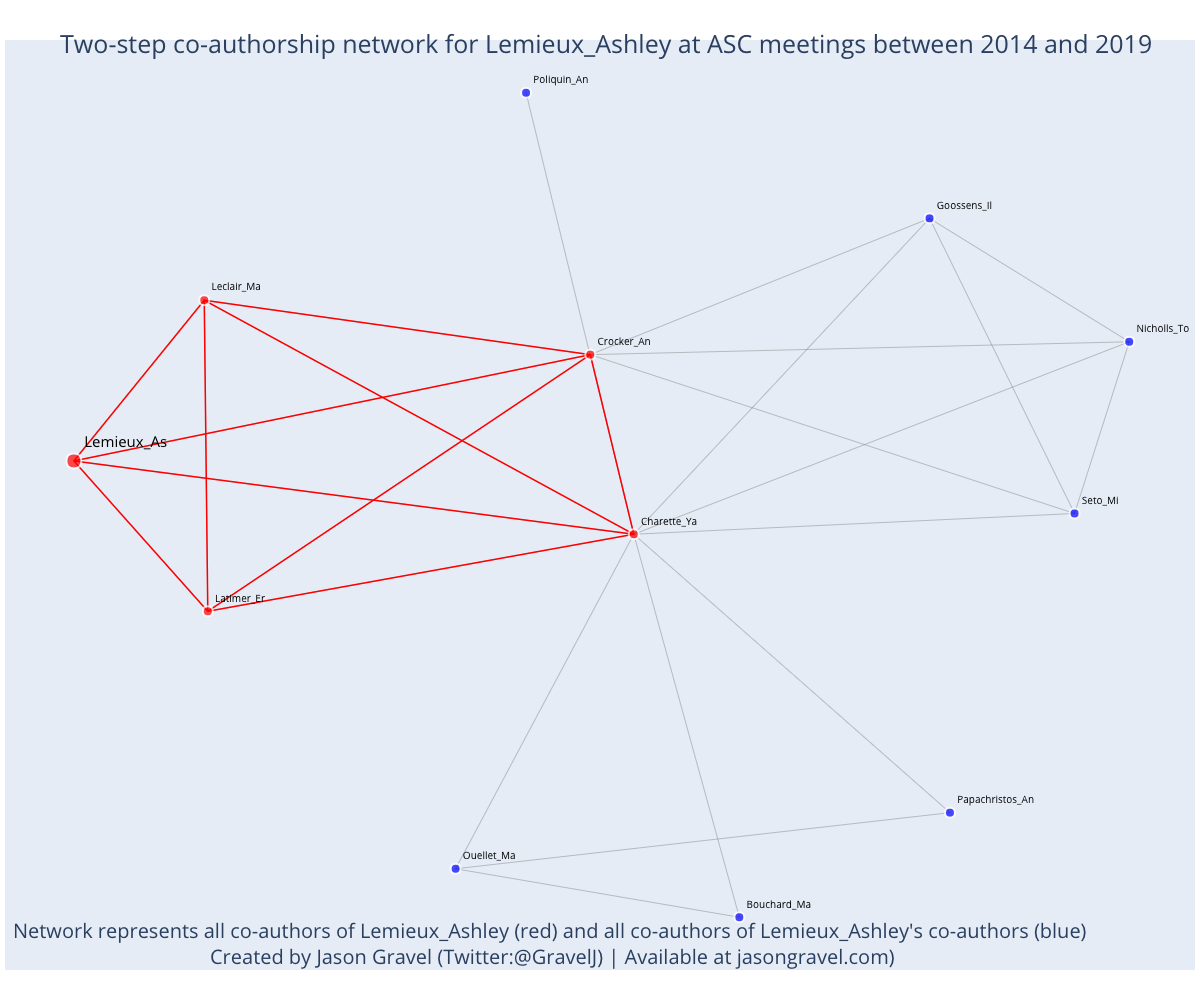 Two-step co-authorship network for Lemieux_Ashley at ASC meetings between 2014 and 2019
Poliquin_An
Goossens_Il
Leclair_Ma
Nicholls_To
Crocker_An
Lemieux_As
Seto_Mi
Charette_Ya
Latimer_Er
Papachristos_An
Ouellet_Ma
Bouchard_Ma
Network represents all co-authors of Lemieux_Ashley (red) and all co-authors of Lemieux_Ashley's co-authors (blue)
Created by Jason Gravel (Twitter:@GravelJ) | Available at jasongravel.com)